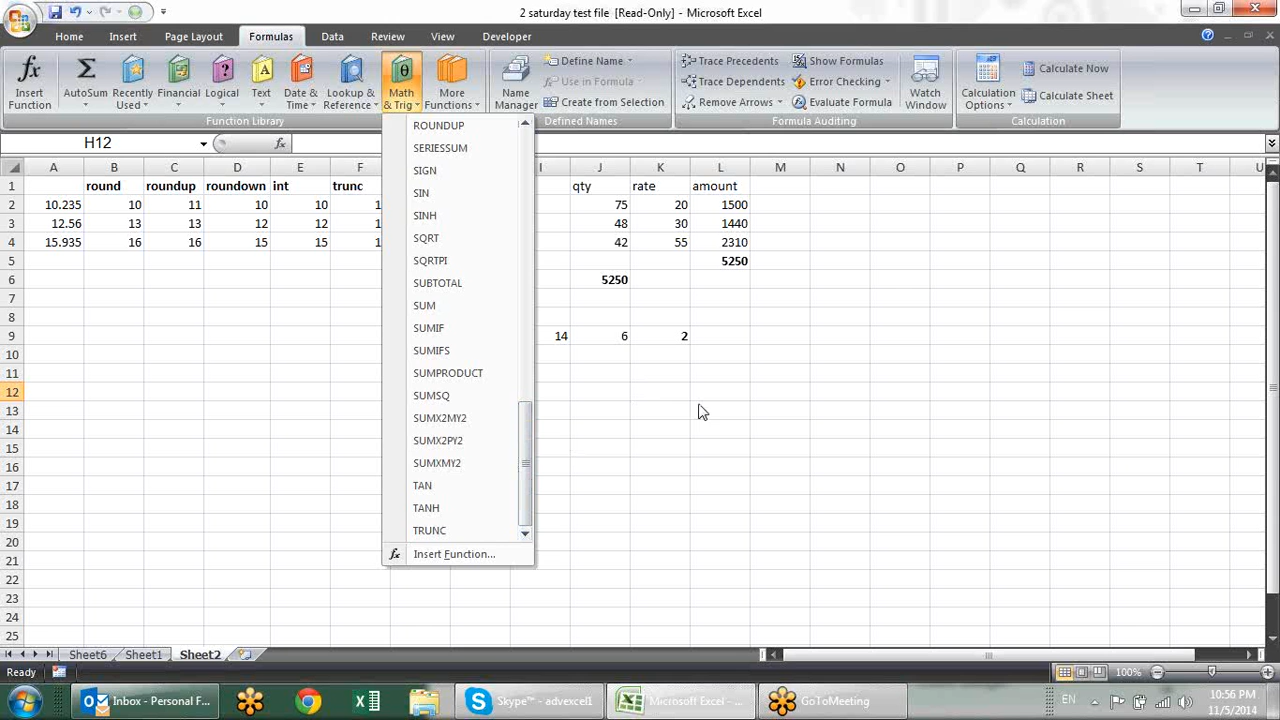 2 saturday test file [Read-Only] - Microsoft Excel
Home Insert Page Layout Formulas Data Review View Developer
Insert Function
AutoSum
Recently Used
Financial
Logical
Text
Date & Time
Lookup & Reference
Math & Trig
More Functions
Function Library
Name Manager
Define Name
Use in Formula
Create from Selection
Defined Names
Trace Precedents
Trace Dependents
Remove Arrows
Show Formulas
Error Checking
Evaluate Formula
Watch Window
Formula Auditing
Calculation Options
Calculate Now
Calculate Sheet
Calculation
H12 fx
A B C D E F I J K L M N O P Q R S T U
1 round roundup roundown int trunc qty rate amount
2 10.235 10 11 10 10 1 75 20 1500
3 12.56 13 13 12 12 1 48 30 1440
4 15.935 16 16 15 15 1 42 55 2310
5 5250
6 5250
7
8
9 14 6 2
10
11
12
13
14
15
16
17
18
19
20
21
22
23
24
25
ROUNDUP
SERIESSUM
SIGN
SIN
SINH
SQRT
SQRTPI
SUBTOTAL
SUM
SUMIF
SUMIFS
SUMPRODUCT
SUMSQ
SUMX2MY2
SUMX2PY2
SUMXMY2
TAN
TANH
TRUNC
fx Insert Function...
Sheet6 Sheet1 Sheet2
Ready 100%
Inbox - Personal F... Skype™ - advexcel1 Microsoft Excel - ... GoToMeeting EN 10:56 PM
11/5/2014